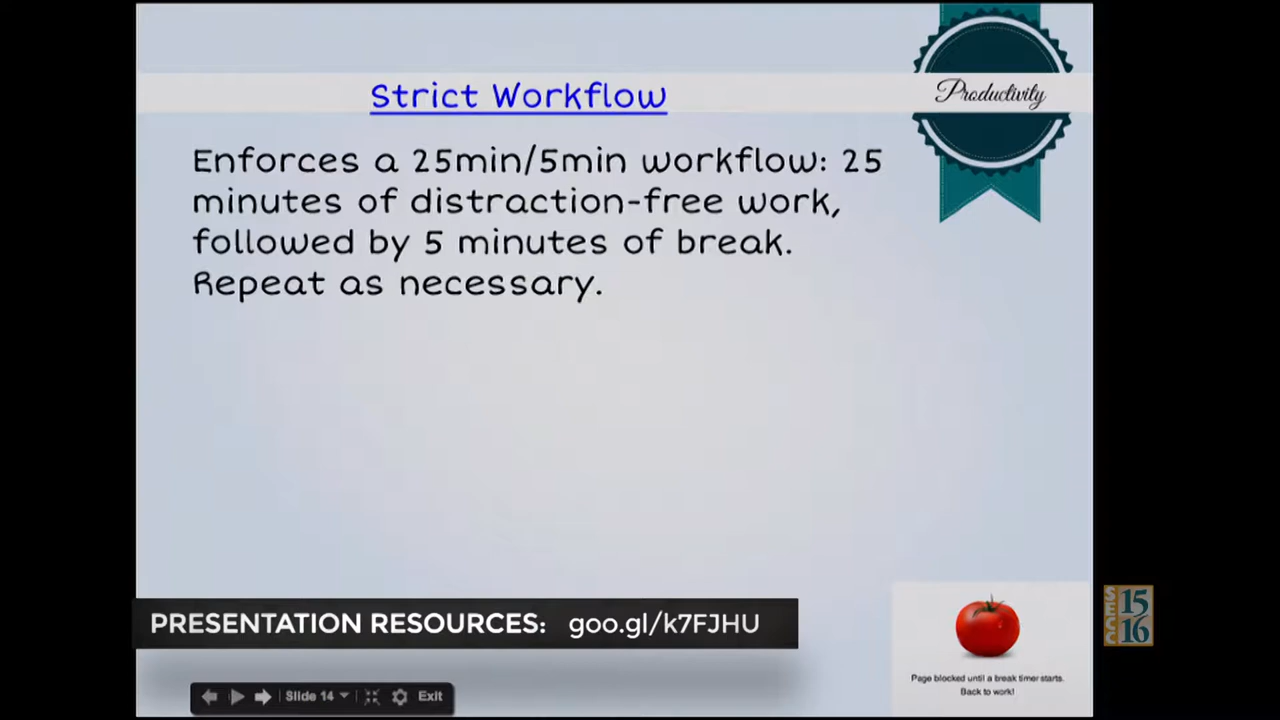 Strict Workflow
Productivity
Enforces a 25min/5min workflow: 25
minutes of distraction-free work,
followed by 5 minutes of break.
Repeat as necessary.
PRESENTATION RESOURCES: goo.gl/k7FJHU
SECC
15
16
Page blocked until a break timer starts.
Back to work!
Slide 14
Exit